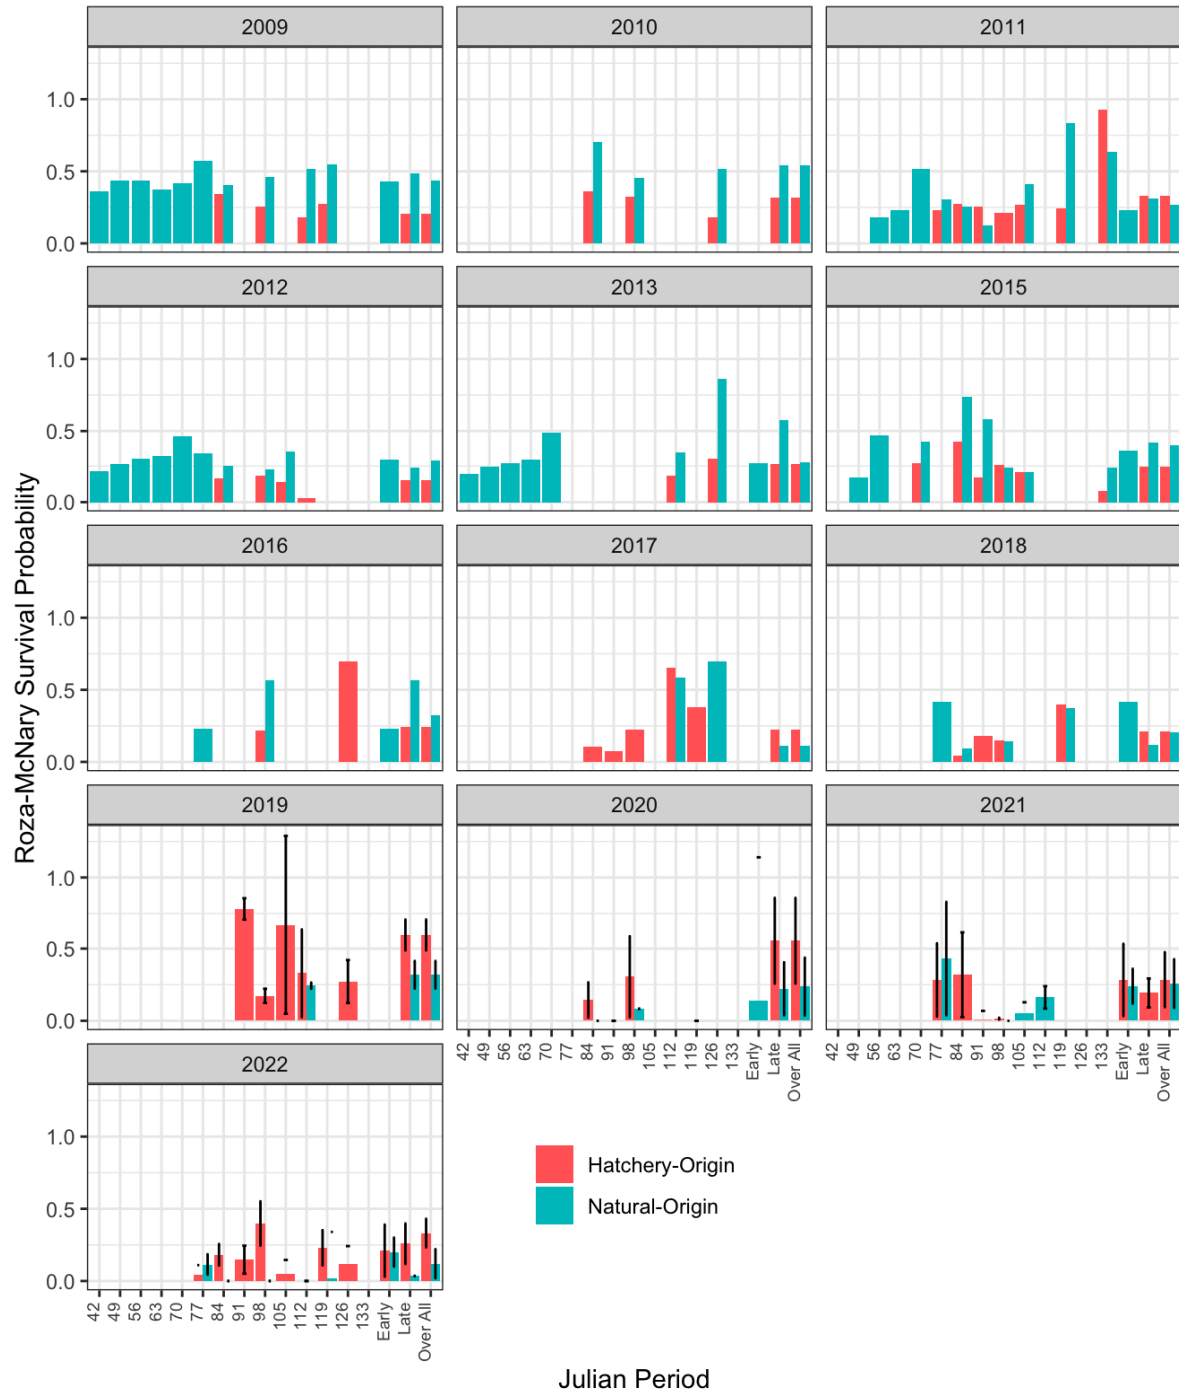 2009 2010 2011
1.0
0.5
0.0
2012 2013 2015
1.0
0.5
0.0
2016 2017 2018
1.0
0.5
0.0
2019 2020 2021
1.0
0.5
0.0
42 49 56 63 70 77 84 91 98 105 112 119 126 133 Early Late Over All
42 49 56 63 70 77 84 91 98 105 112 119 126 133 Early Late Over All
2022
1.0
0.5
0.0
42 49 56 63 70 77 84 91 98 105 112 119 126 133 Early Late Over All
Roza-McNary Survival Probability
Hatchery-Origin
Natural-Origin
Julian Period